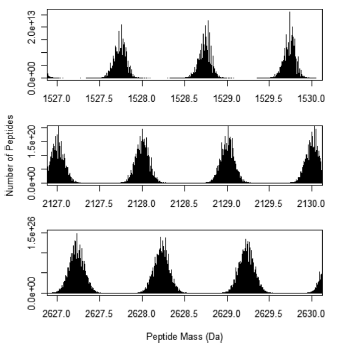 2.0e+13
0.0e+00
1527.0 1527.5 1528.0 1528.5 1529.0 1529.5 1530.0
Number of Peptides
1.5e+20
0.0e+00
2127.0 2127.5 2128.0 2128.5 2129.0 2129.5 2130.0
1.5e+26
0.0e+00
2627.0 2627.5 2628.0 2628.5 2629.0 2629.5 2630.0
Peptide Mass (Da)